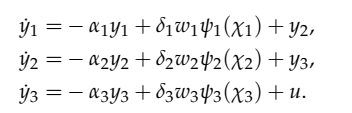 ẏ₁ = − α₁y₁ + δ₁w₁ψ₁(χ₁) + y₂,
ẏ₂ = − α₂y₂ + δ₂w₂ψ₂(χ₂) + y₃,
ẏ₃ = − α₃y₃ + δ₃w₃ψ₃(χ₃) + u.